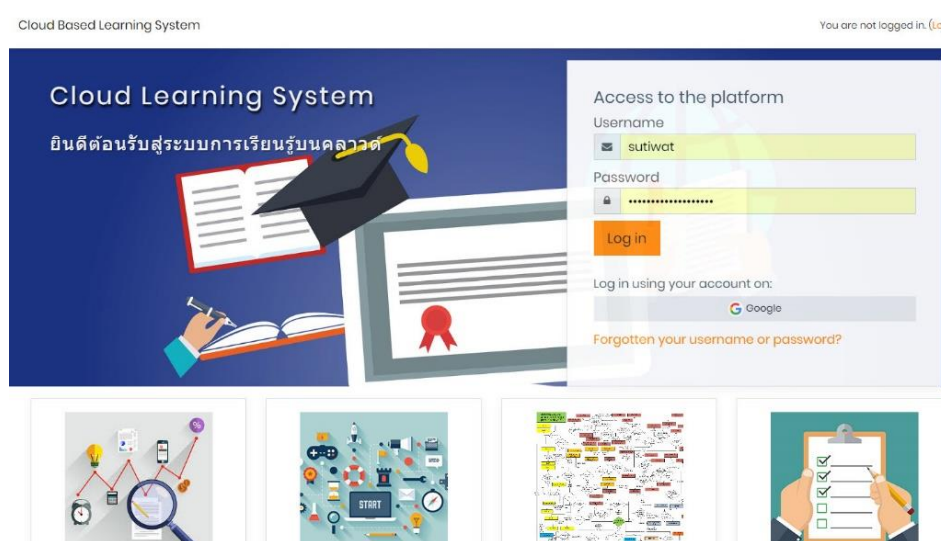 Cloud Based Learning System
You are not logged in. (Lo
Cloud Learning System
ยินดีต้อนรับสู่ระบบการเรียนรู้บนคลาวด์
Access to the platform
Username
sutiwat
Password
••••••••••••••••••
Log in
Log in using your account on:
Google
Forgotten your username or password?
START